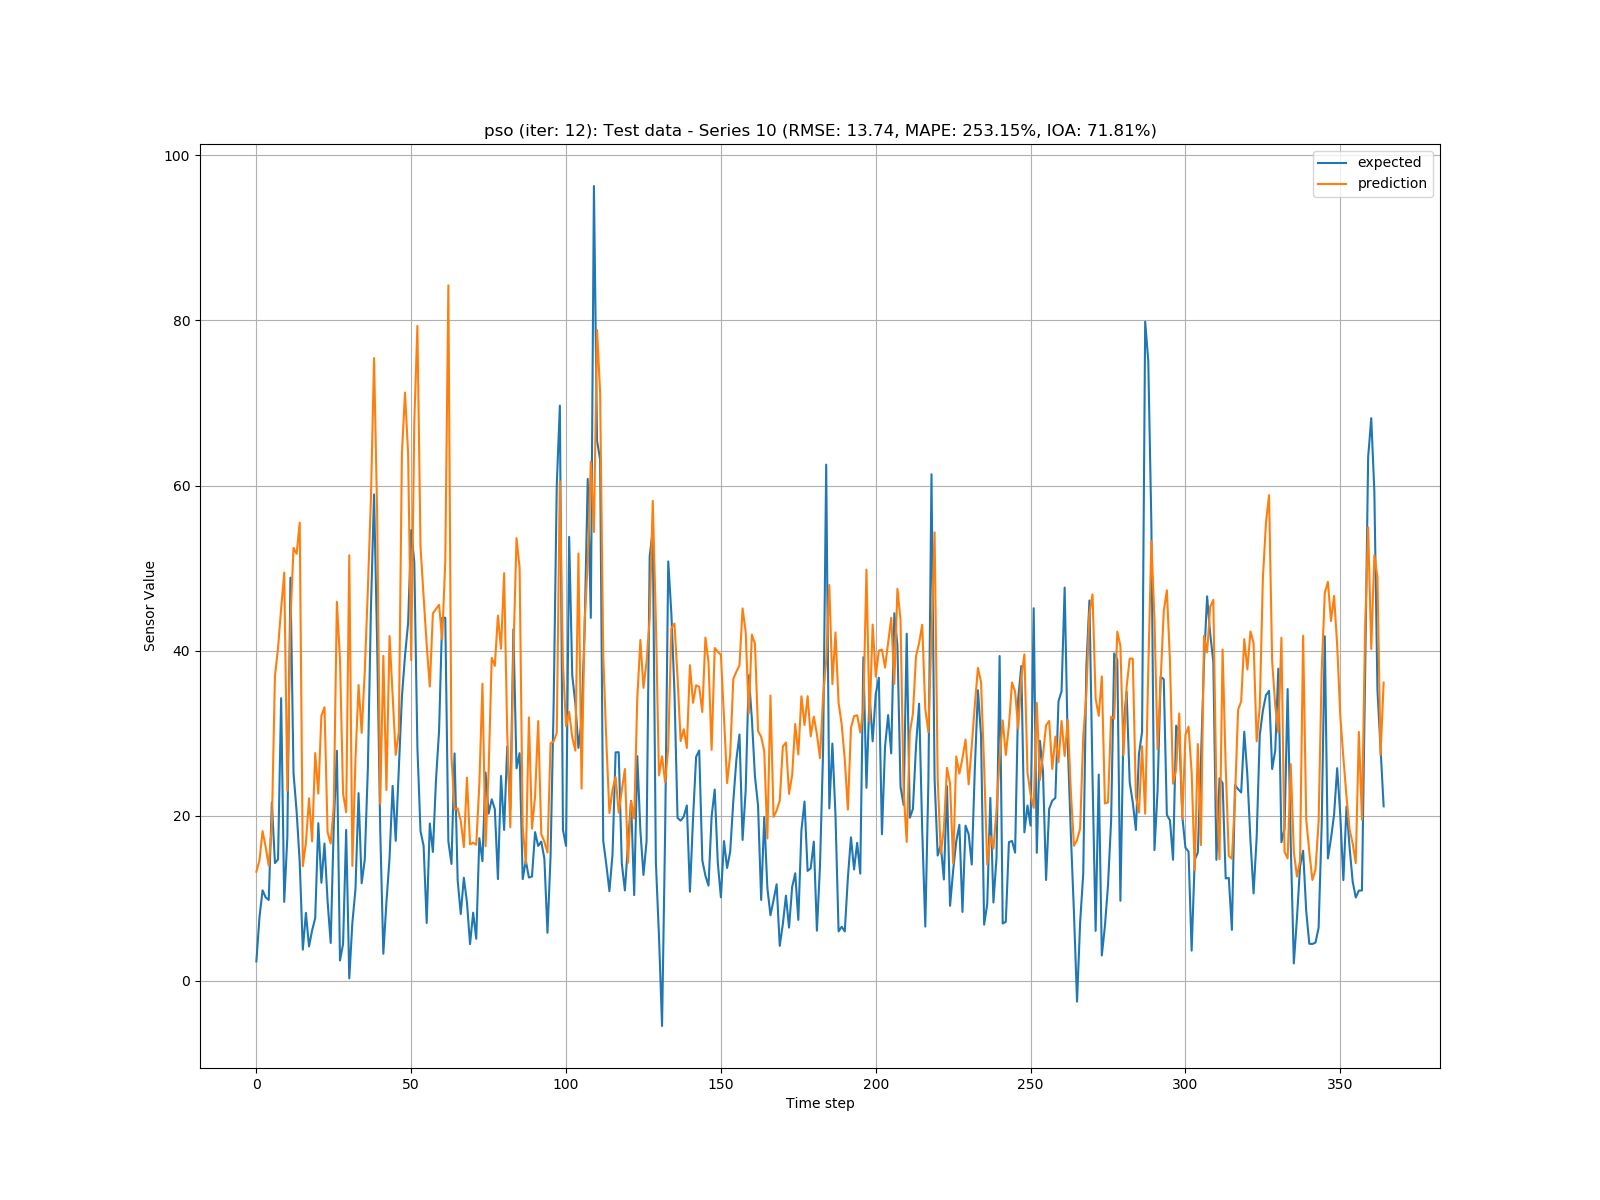 pso (iter: 12): Test data - Series 10 (RMSE: 13.74, MAPE: 253.15%, IOA: 71.81%)
expected
prediction
100
80
60
40
20
0
Sensor Value
0 50 100 150 200 250 300 350
Time step